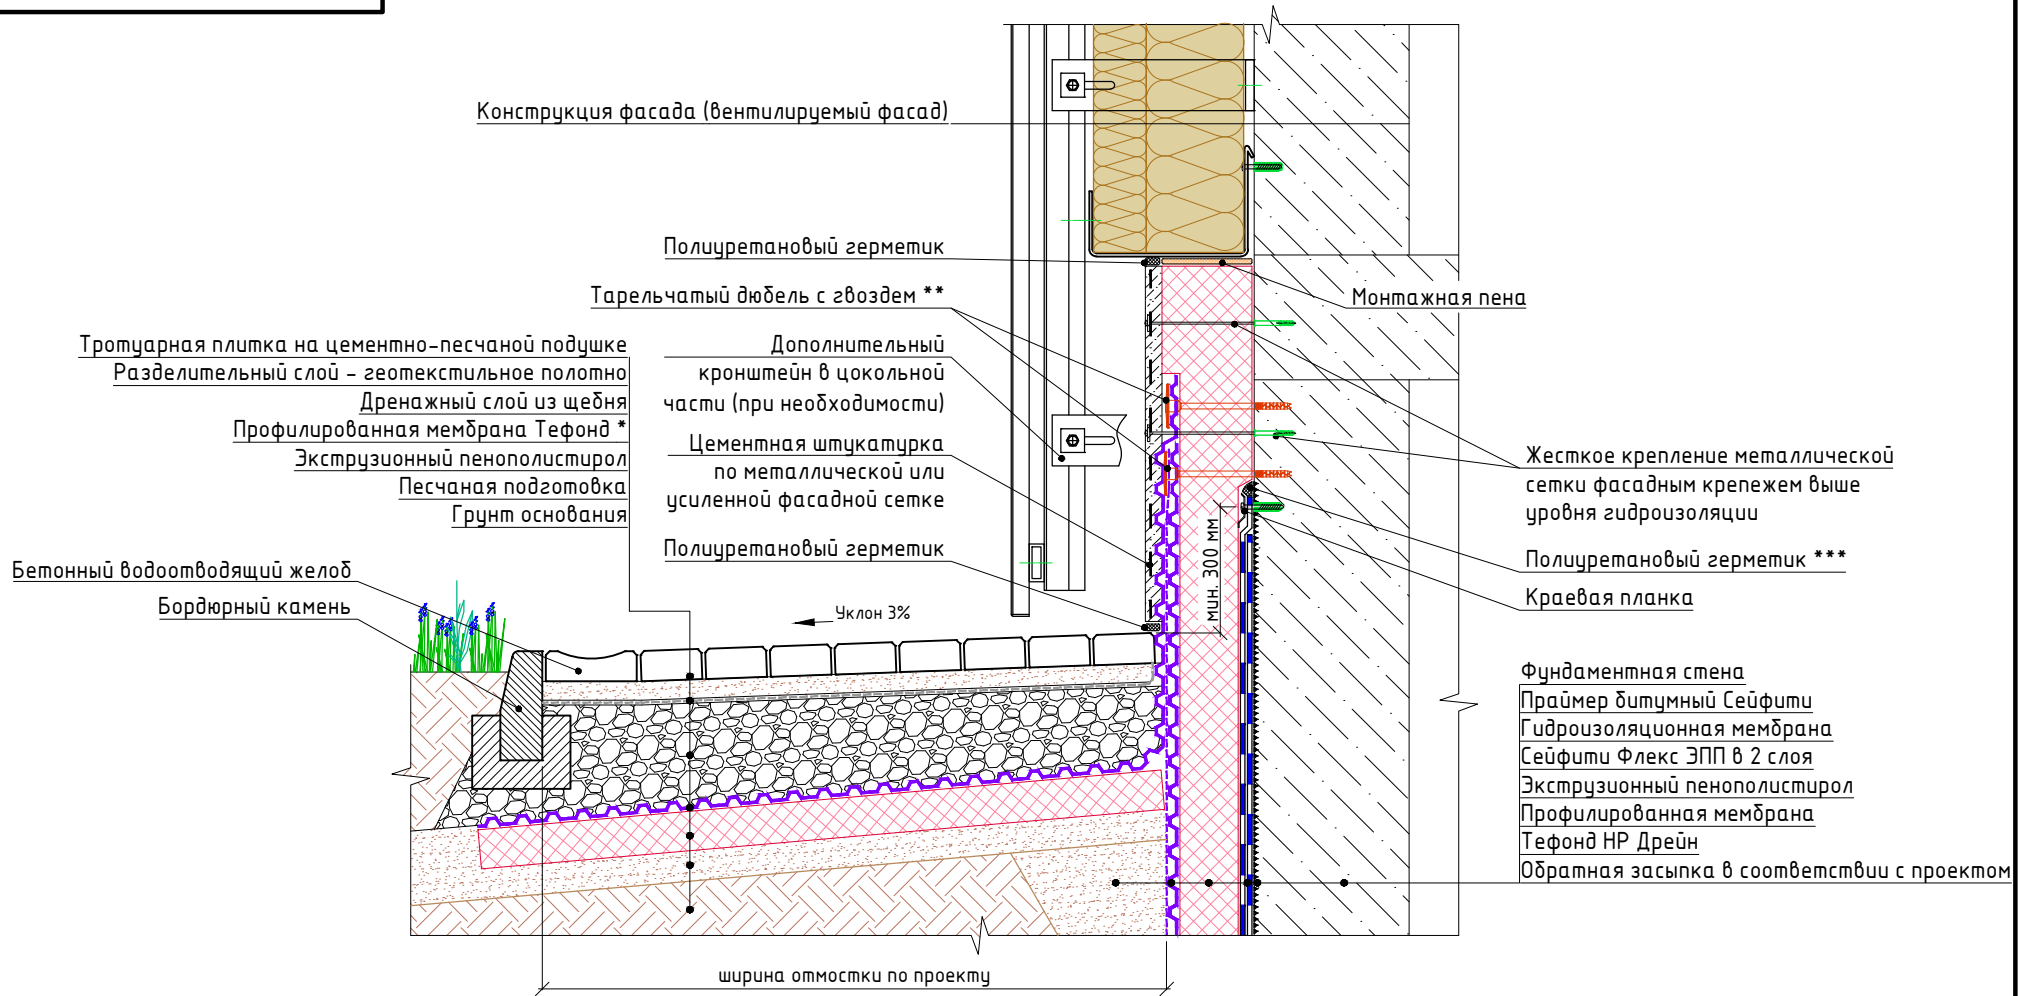 Конструкция фасада (вентилируемый фасад)
Полиуретановый герметик
Тарельчатый дюбель с гвоздем **
Монтажная пена
Тротуарная плитка на цементно-песчаной подушке
Разделительный слой - геотекстильное полотно
Дренажный слой из щебня
Профилированная мембрана Тефонд *
Экструзионный пенополистирол
Песчаная подготовка
Грунт основания
Дополнительный
кронштейн в цокольной
части (при необходимости)
Цементная штукатурка
по металлической или
усиленной фасадной сетке
Полиуретановый герметик
Жесткое крепление металлической
сетки фасадным крепежем выше
уровня гидроизоляции
Полиуретановый герметик ***
Краевая планка
мин. 300 мм
Бетонный водоотводящий желоб
Бордюрный камень
Уклон 3%
Фундаментная стена
Праймер битумный Сейфити
Гидроизоляционная мембрана
Сейфити Флекс ЭПП в 2 слоя
Экструзионный пенополистирол
Профилированная мембрана
Тефонд НР Дрейн
Обратная засыпка в соответствии с проектом
ширина отмостки по проекту